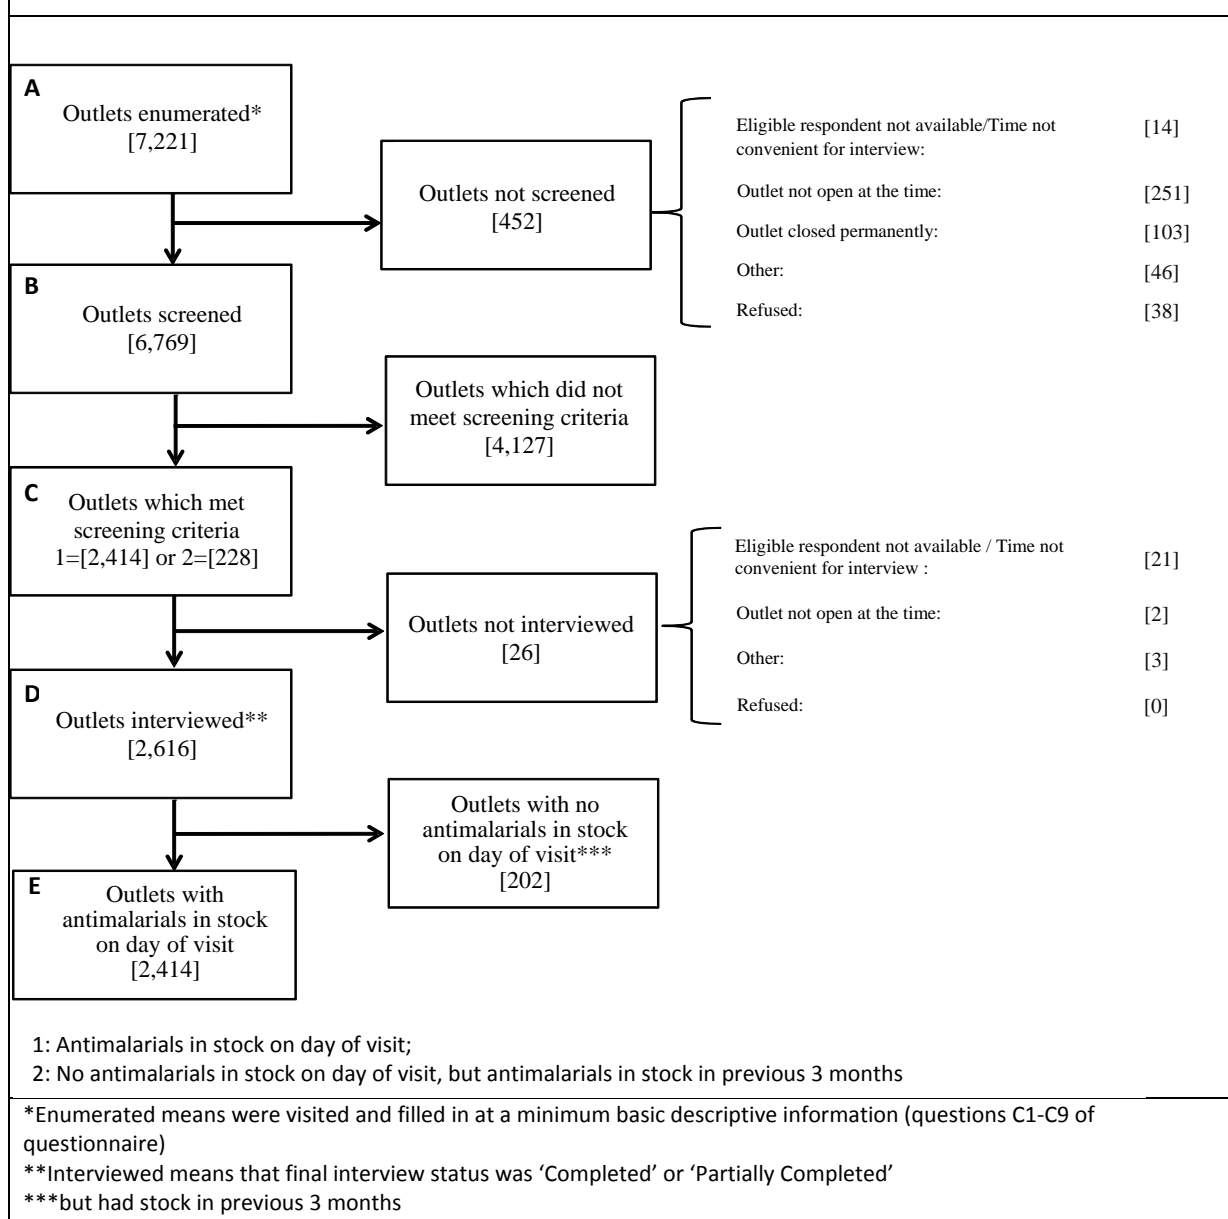 A
Outlets enumerated*
[7,221]
Outlets not screened
[452]
Eligible respondent not available/Time not
convenient for interview:
[14]
Outlet not open at the time:
[251]
Outlet closed permanently:
[103]
Other:
[46]
Refused:
[38]
B
Outlets screened
[6,769]
Outlets which did not
meet screening criteria
[4,127]
C
Outlets which met
screening criteria
1=[2,414] or 2=[228]
Outlets not interviewed
[26]
Eligible respondent not available / Time not
convenient for interview :
[21]
Outlet not open at the time:
[2]
Other:
[3]
Refused:
[0]
D
Outlets interviewed**
[2,616]
Outlets with no
antimalarials in stock
on day of visit***
[202]
E
Outlets with
antimalarials in stock
on day of visit
[2,414]
1: Antimalarials in stock on day of visit;
2: No antimalarials in stock on day of visit, but antimalarials in stock in previous 3 months
*Enumerated means were visited and filled in at a minimum basic descriptive information (questions C1-C9 of
questionnaire)
**Interviewed means that final interview status was ‘Completed’ or ‘Partially Completed’
***but had stock in previous 3 months